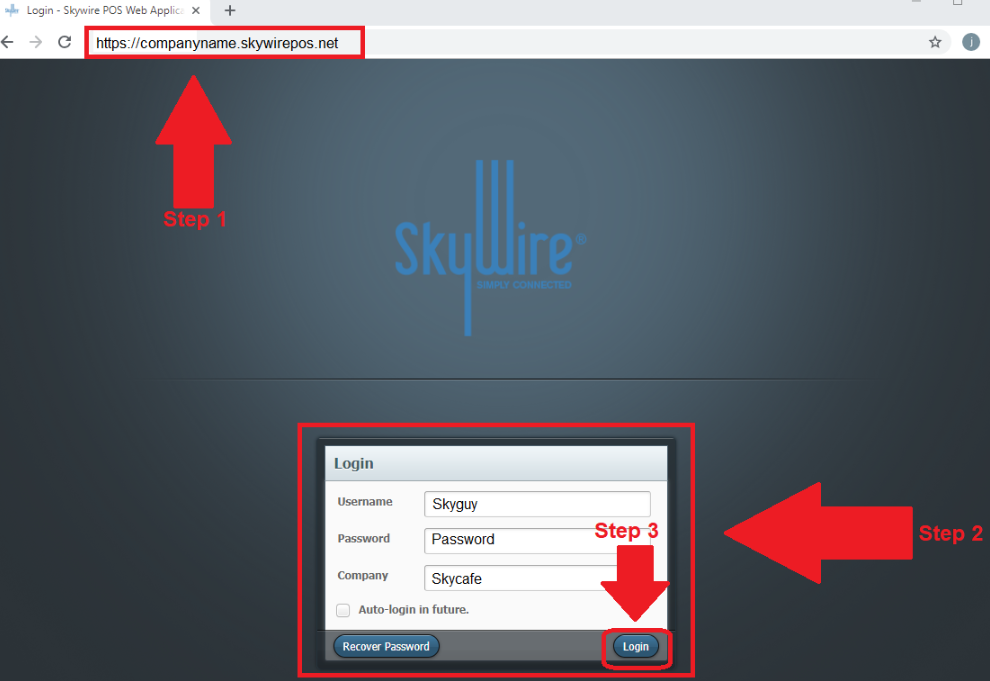 Login - Skywire POS Web Applica
https://companyname.skywirepos.net
Step 1
SkyWire®
SIMPLY CONNECTED
Login
Username Skyguy
Step 3
Password Password
Step 2
Company Skycafe
Auto-login in future.
Recover Password Login